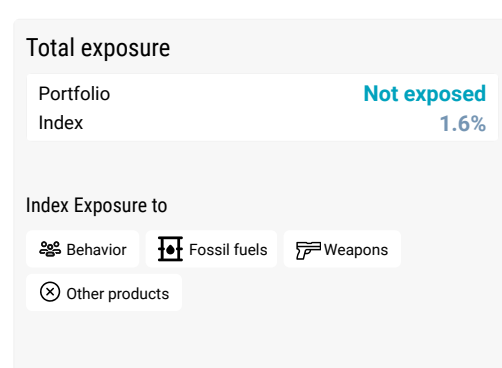 Total exposure
Portfolio Not exposed
Index 1.6%
Index Exposure to
Behavior Fossil fuels Weapons
Other products